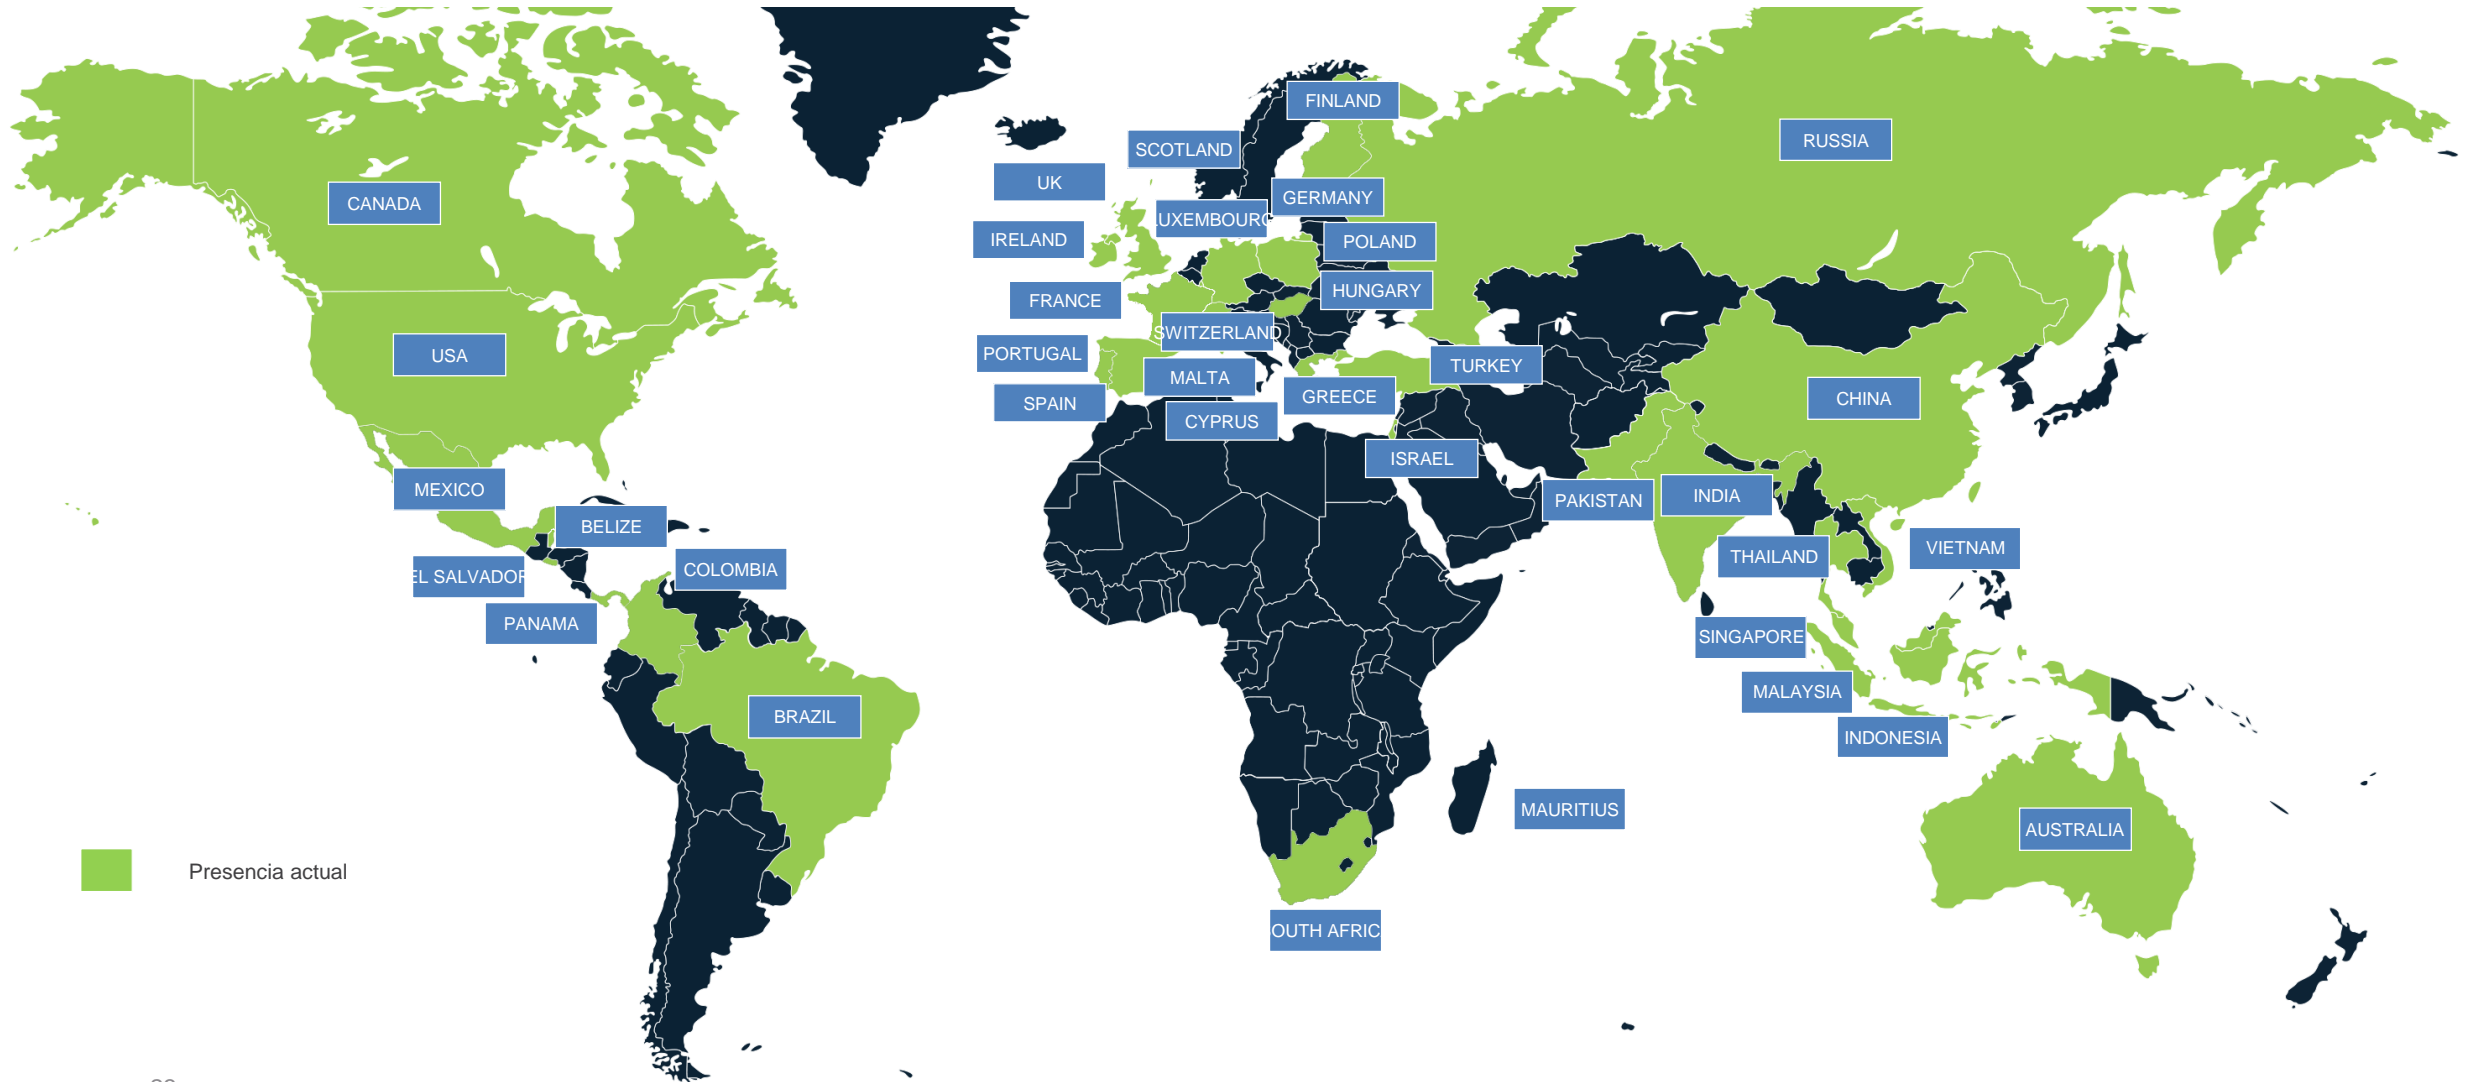 FINLAND
RUSSIA
SCOTLAND
UK
GERMANY
CANADA
LUXEMBOURG
IRELAND
POLAND
HUNGARY
FRANCE
SWITZERLAND
USA
PORTUGAL
TURKEY
MALTA
GREECE
CHINA
SPAIN
CYPRUS
ISRAEL
MEXICO
PAKISTAN
INDIA
BELIZE
VIETNAM
THAILAND
COLOMBIA
EL SALVADOR
PANAMA
SINGAPORE
MALAYSIA
BRAZIL
INDONESIA
MAURITIUS
AUSTRALIA
Presencia actual
OUTH AFRIC